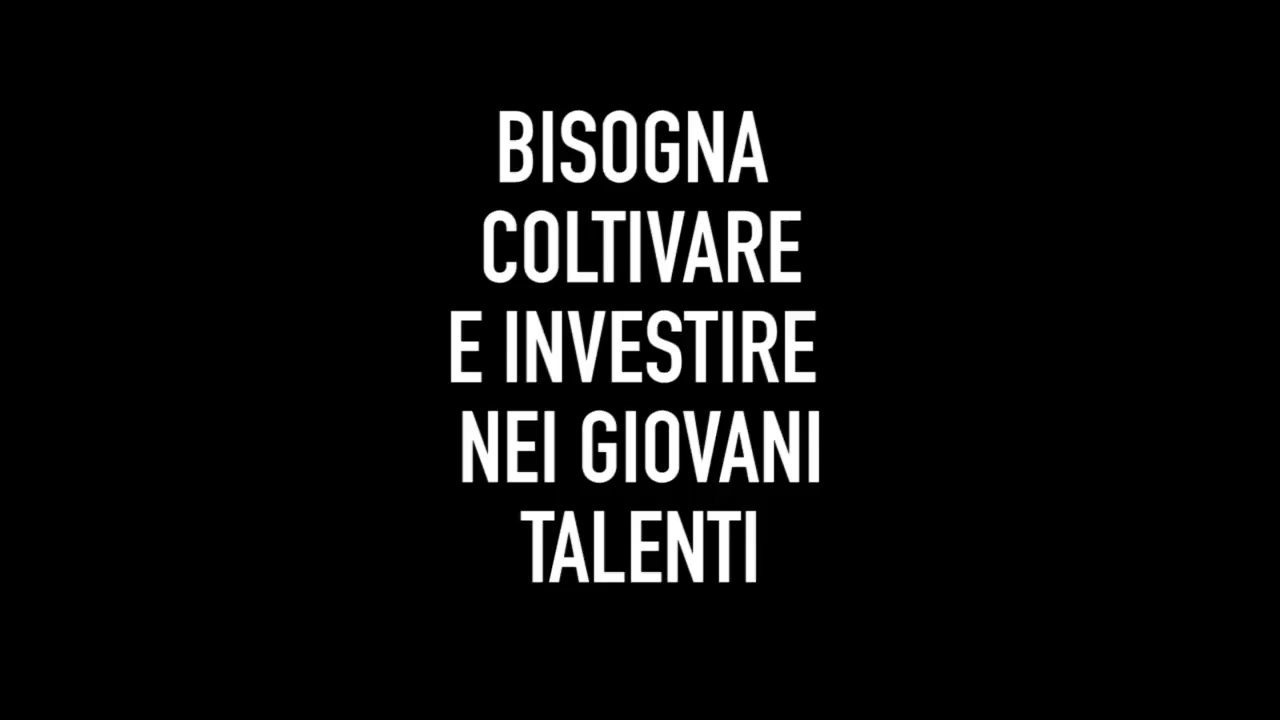 BISOGNA
COLTIVARE
E INVESTIRE
NEI GIOVANI
TALENTI